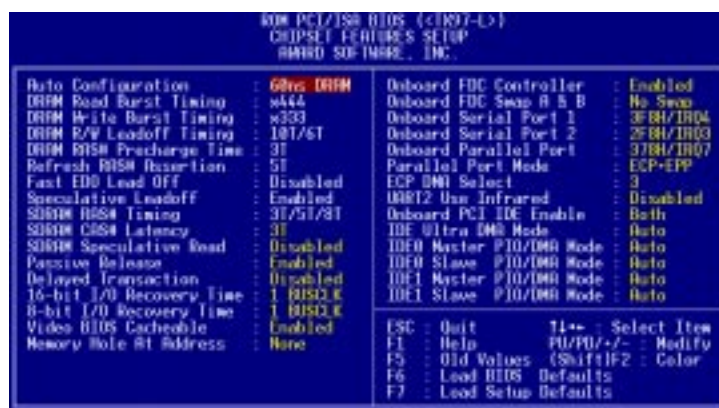 ROM PCI/ISA BIOS (<TX97-L>)
CHIPSET FEATURES SETUP
AWARD SOFTWARE, INC.
Auto Configuration : 60ns DRAM
DRAM Read Burst Timing : x444
DRAM Write Burst Timing : x333
DRAM R/W Leadoff Timing : 10T/6T
DRAM RAS# Precharge Time : 3T
Refresh RAS# Assertion : 5T
Fast EDO Lead Off : Disabled
Speculative Leadoff : Enabled
SDRAM RAS# Timing : 3T/5T/8T
SDRAM CAS# Latency : 3T
SDRAM Speculative Read : Disabled
Passive Release : Enabled
Delayed Transaction : Disabled
16-bit I/O Recovery Time : 1 BUSCLK
8-bit I/O Recovery Time : 1 BUSCLK
Video BIOS Cacheable : Enabled
Memory Hole At Address : None
Onboard FDC Controller : Enabled
Onboard FDC Swap A & B : No Swap
Onboard Serial Port 1 : 3F8H/IRQ4
Onboard Serial Port 2 : 2F8H/IRQ3
Onboard Parallel Port : 378H/IRQ7
Parallel Port Mode : ECP+EPP
ECP DMA Select : 3
UART2 Use Infrared : Disabled
Onboard PCI IDE Enable : Both
IDE Ultra DMA Mode : Auto
IDE0 Master PIO/DMA Mode : Auto
IDE0 Slave PIO/DMA Mode : Auto
IDE1 Master PIO/DMA Mode : Auto
IDE1 Slave PIO/DMA Mode : Auto
ESC : Quit ↑↓→← : Select Item
F1 : Help PU/PD/+/- : Modify
F5 : Old Values (Shift)F2 : Color
F6 : Load BIOS Defaults
F7 : Load Setup Defaults